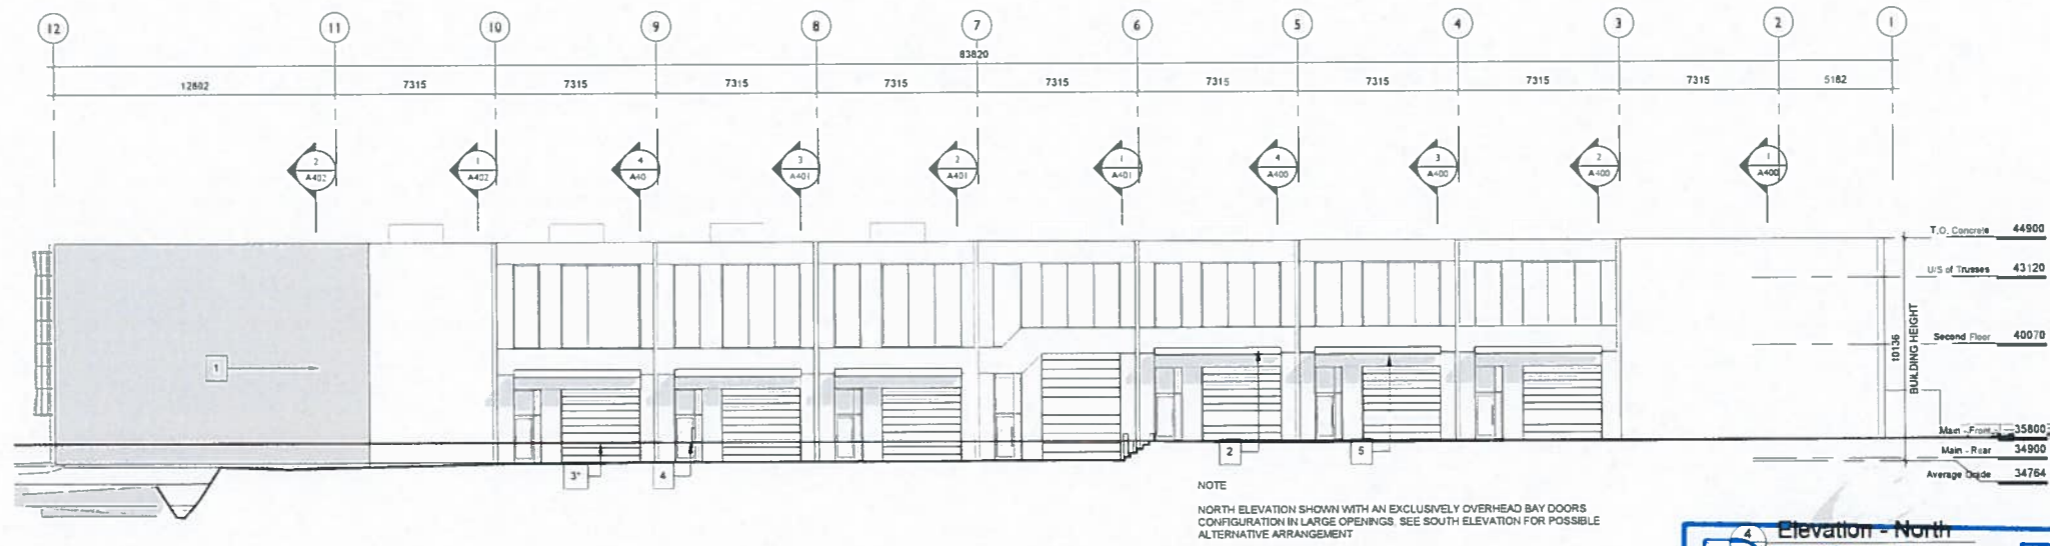 12 11 10 9 8 7 6 5 4 3 2 1
83820
12802 7315 7315 7315 7315 7315 7315 7315 7315 7315 5182
2 1 4 3 2 1 4 3 2 1
A402 A402 A40 A401 A401 A401 A400 A400 A400 A400
T.O. Concrete 44900
U/S of Trusses 43120
Second Floor 40070
10136
BUILDING HEIGHT
1
Main - Front 35800
Main - Rear 34900
Average Grade 34764
3*
4
2
5
NOTE
NORTH ELEVATION SHOWN WITH AN EXCLUSIVELY OVERHEAD BAY DOORS
CONFIGURATION IN LARGE OPENINGS. SEE SOUTH ELEVATION FOR POSSIBLE
ALTERNATIVE ARRANGEMENT
4 Elevation - North